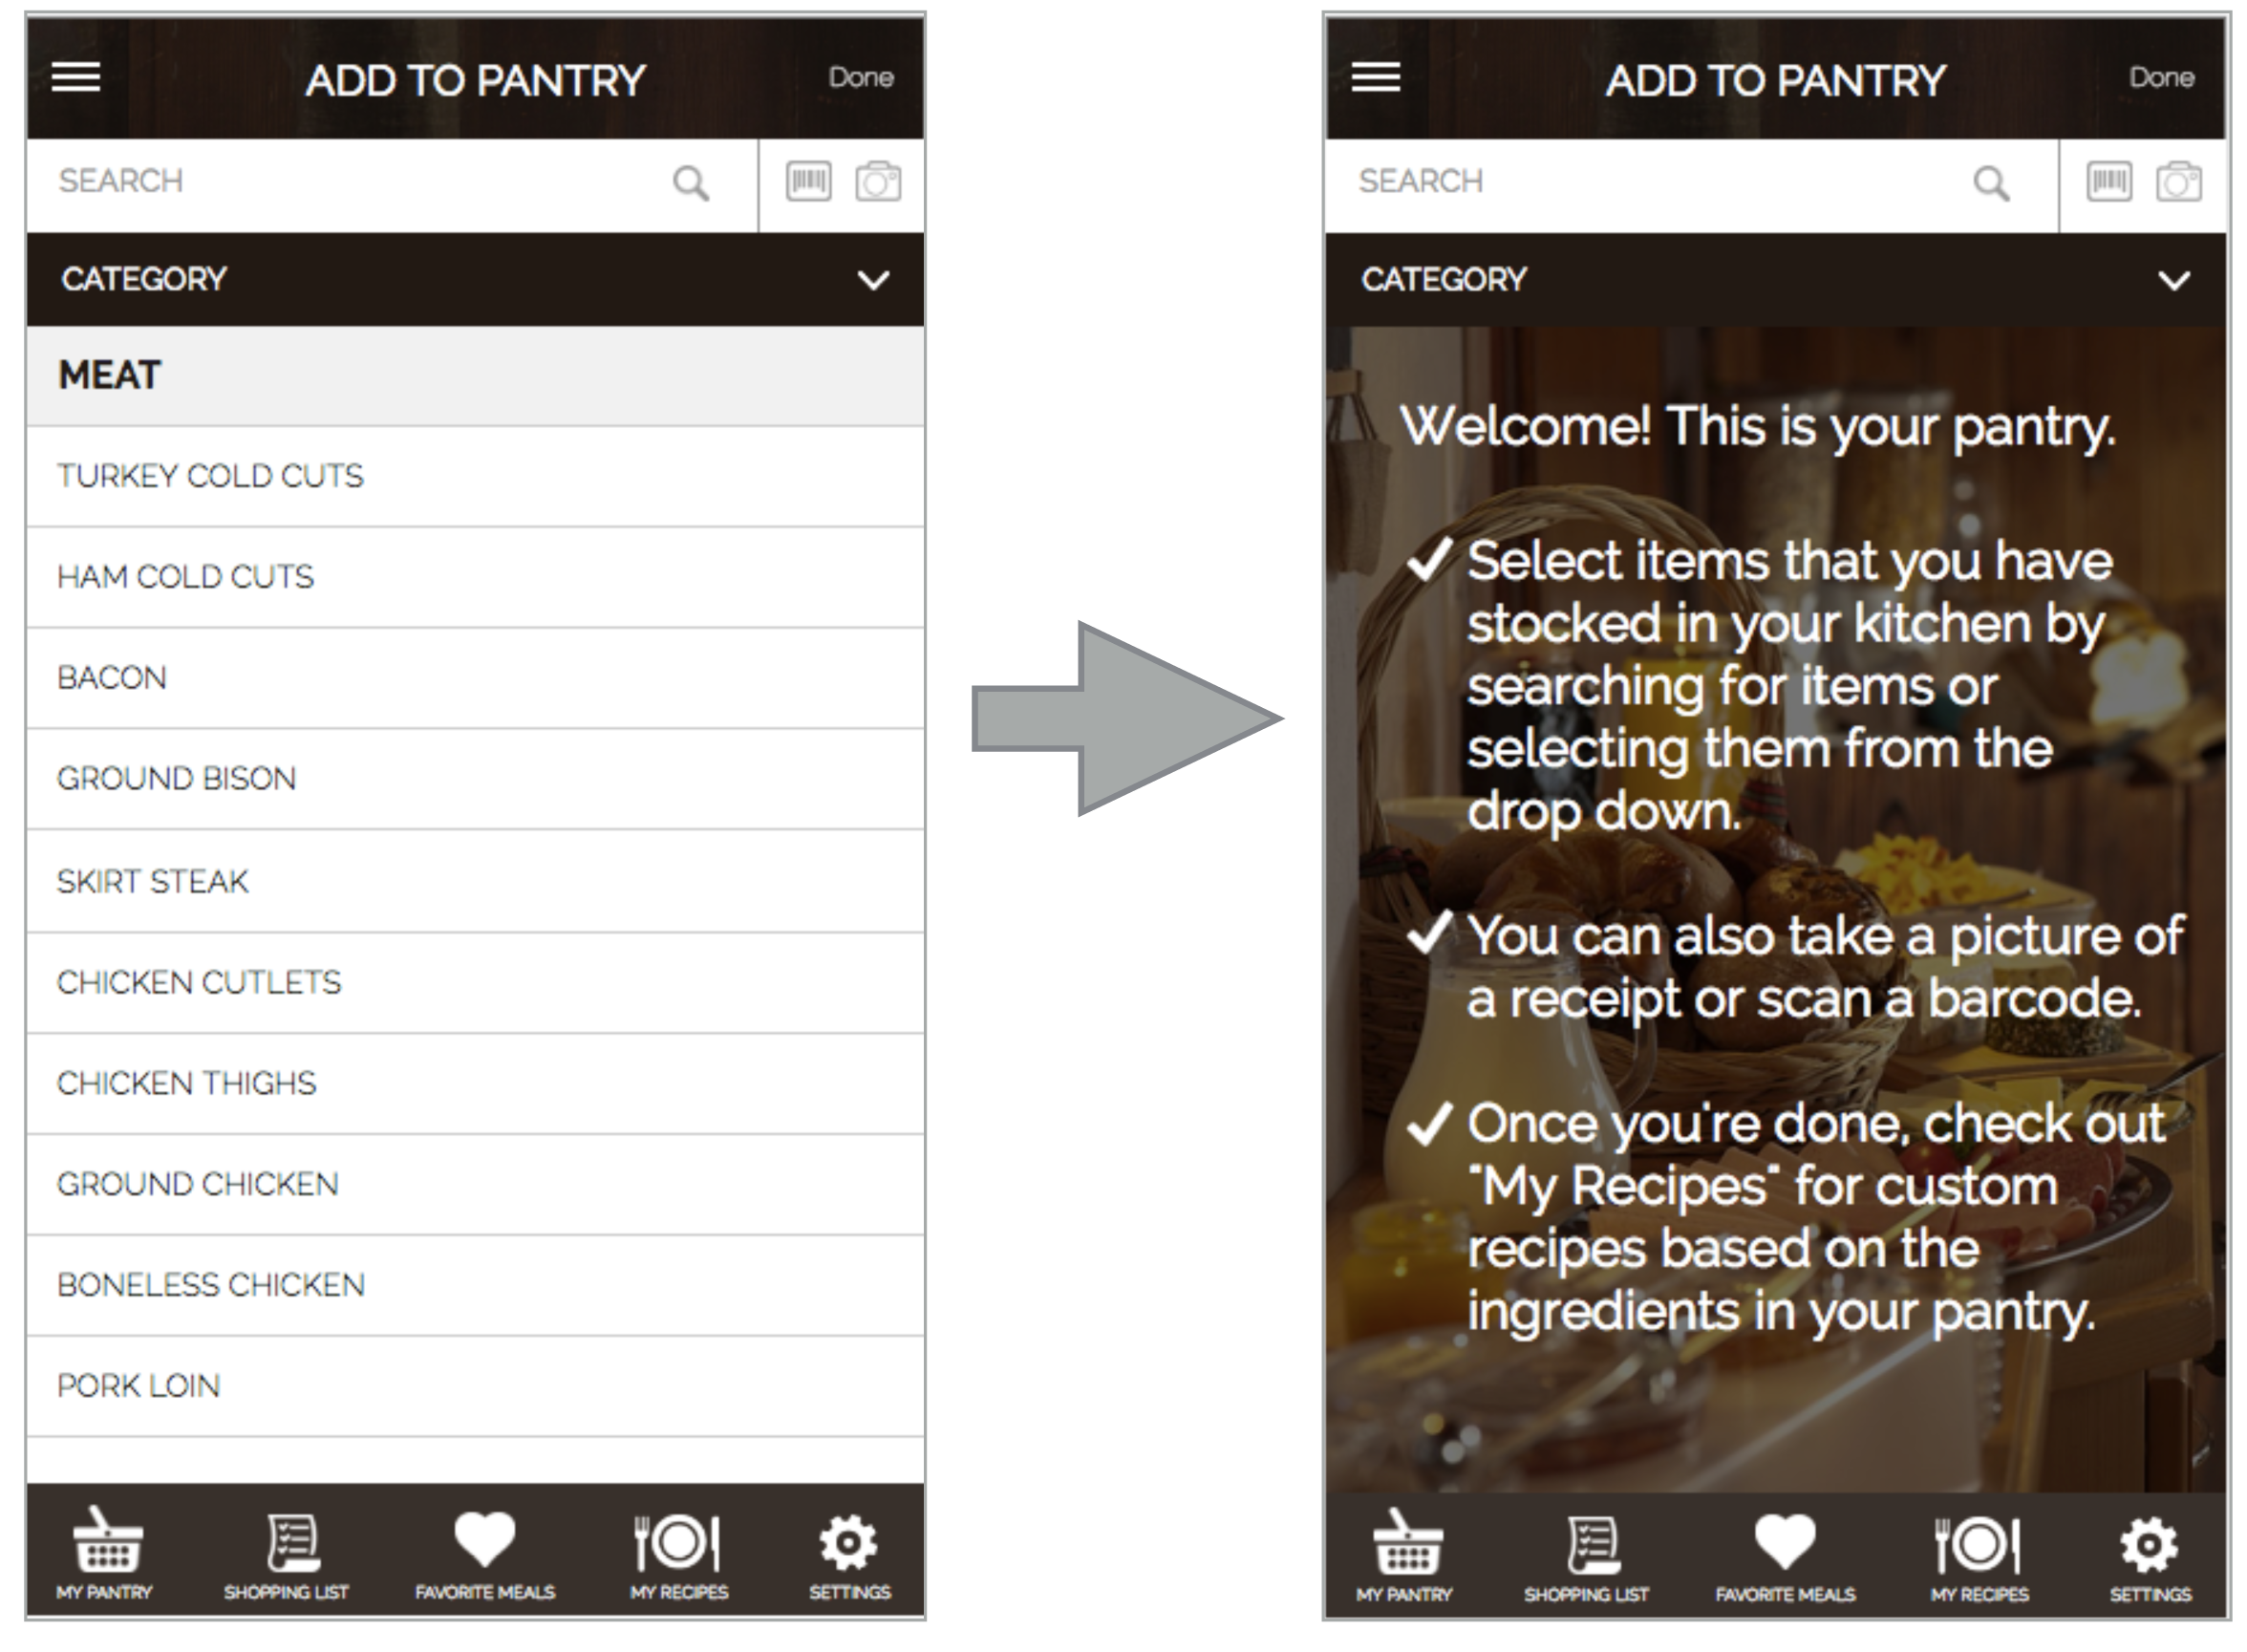 ADD TO PANTRY
Done
SEARCH
CATEGORY
MEAT
TURKEY COLD CUTS
HAM COLD CUTS
BACON
GROUND BISON
SKIRT STEAK
CHICKEN CUTLETS
CHICKEN THIGHS
GROUND CHICKEN
BONELESS CHICKEN
PORK LOIN
MY PANTRY
SHOPPING LIST
FAVORITE MEALS
MY RECIPES
SETTINGS
ADD TO PANTRY
Done
SEARCH
CATEGORY
Welcome! This is your pantry.
Select items that you have
stocked in your kitchen by
searching for items or
selecting them from the
drop down.
You can also take a picture of
a receipt or scan a barcode.
Once you're done, check out
"My Recipes" for custom
recipes based on the
ingredients in your pantry.
MY PANTRY
SHOPPING LIST
FAVORITE MEALS
MY RECIPES
SETTINGS